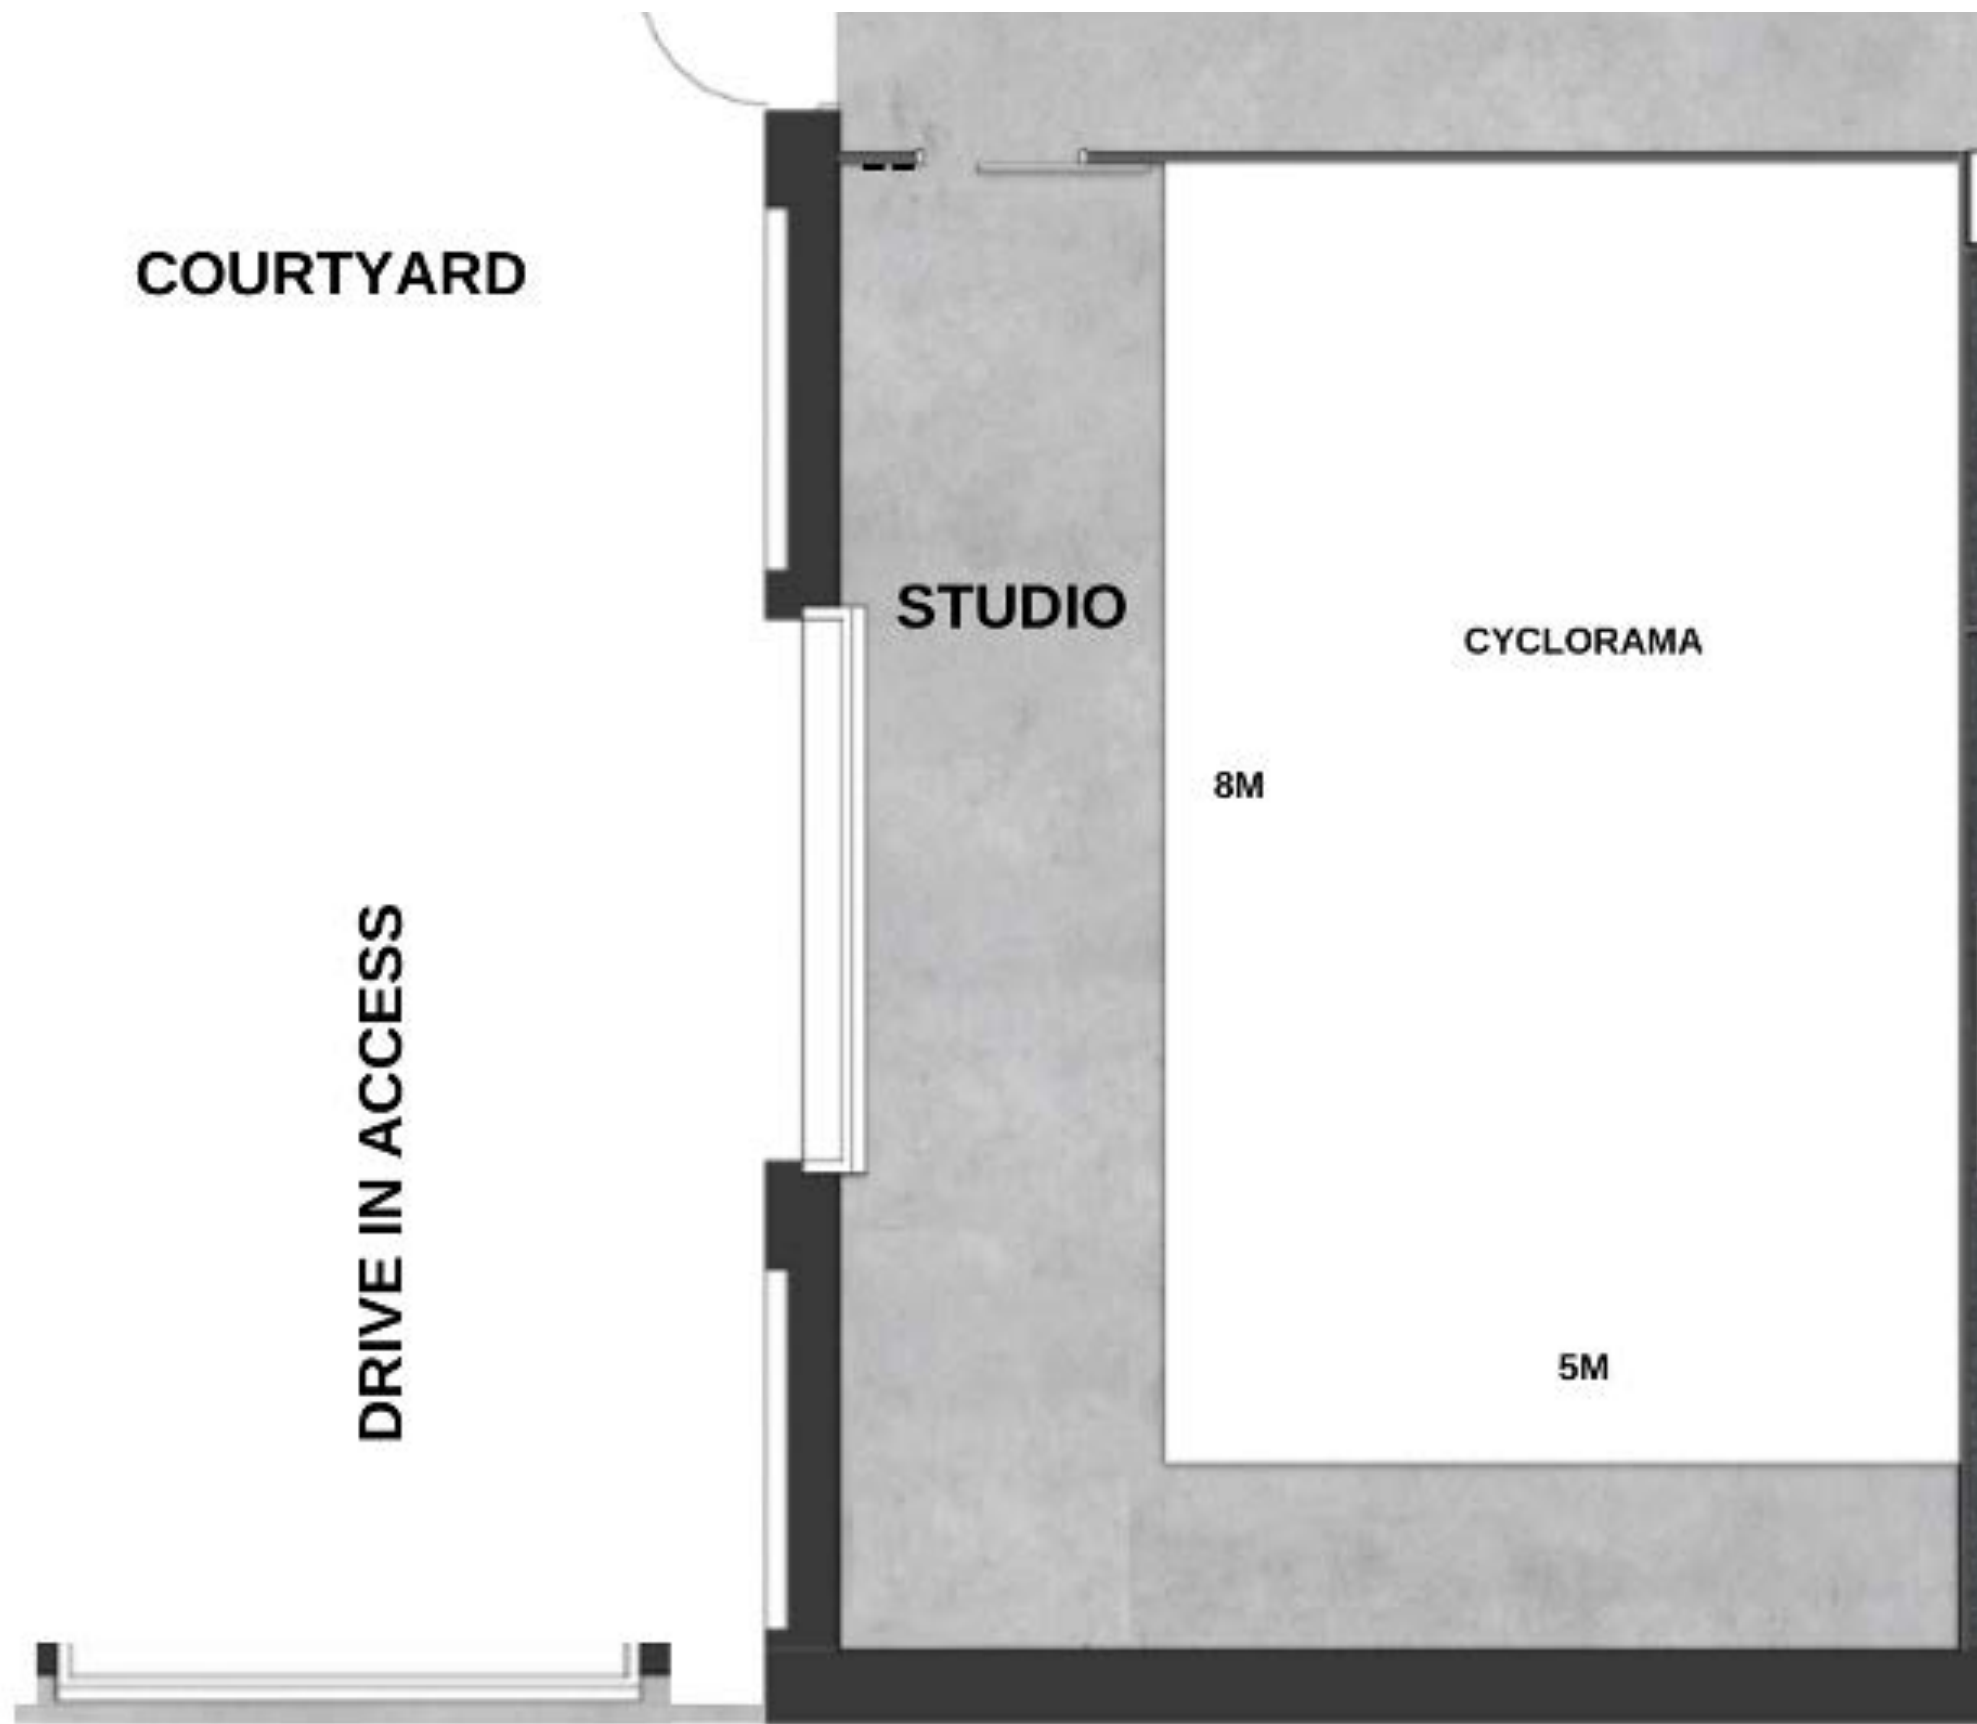 COURTYARD
STUDIO
CYCLORAMA
8M
DRIVE IN ACCESS
5M